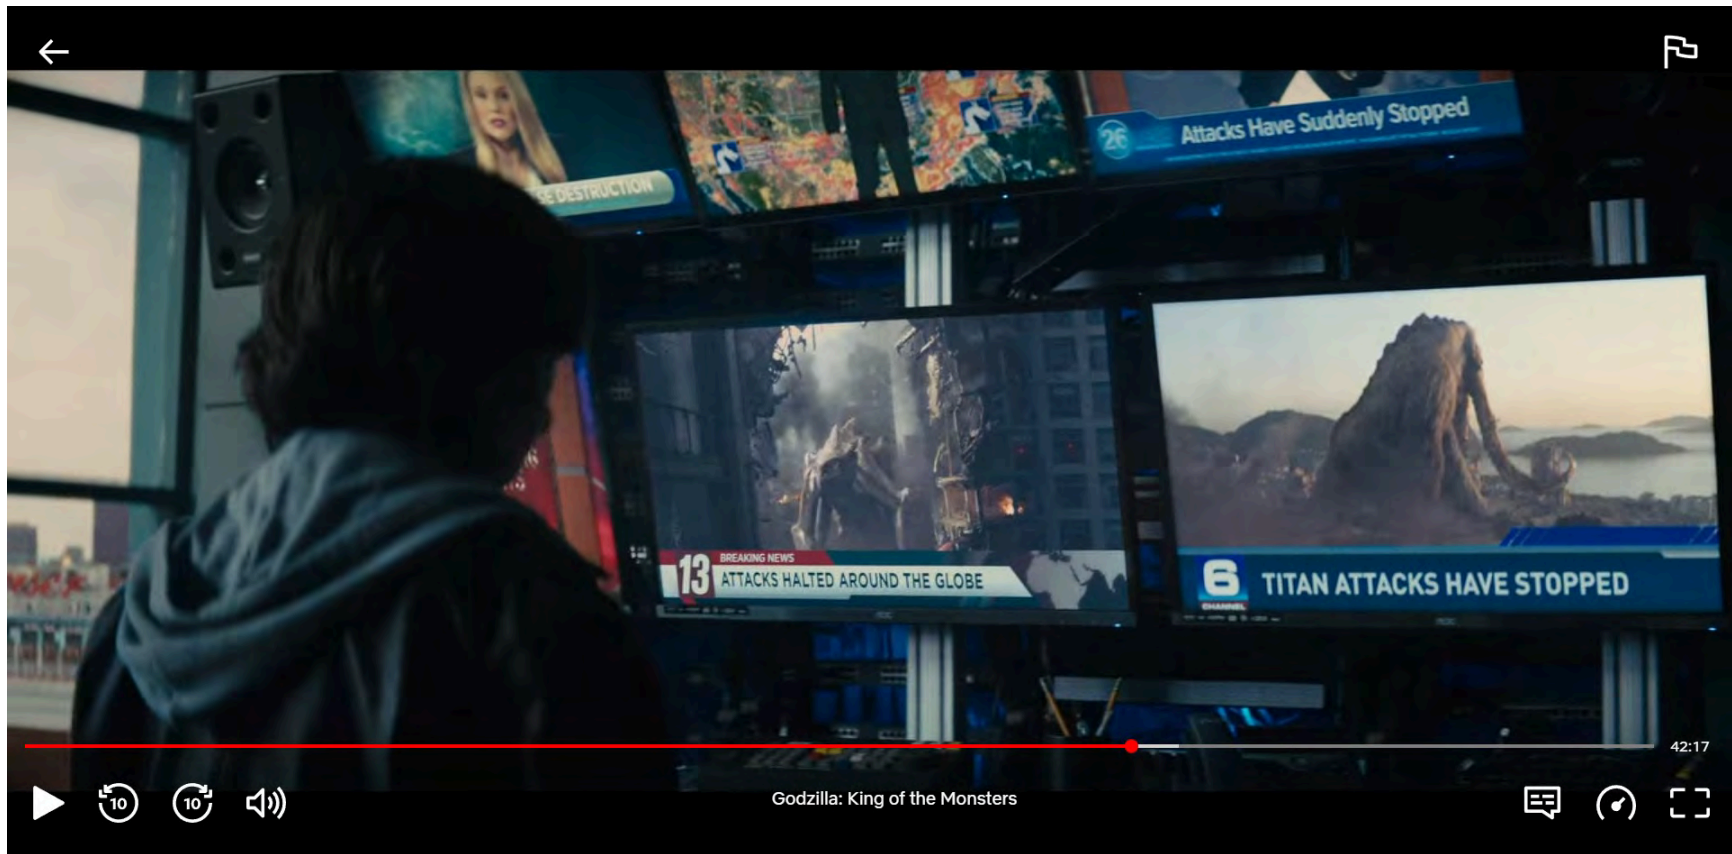 SE DESTRUCTION
26
Attacks Have Suddenly Stopped
13
BREAKING NEWS
ATTACKS HALTED AROUND THE GLOBE
6
CHANNEL
TITAN ATTACKS HAVE STOPPED
42:17
10
10
Godzilla: King of the Monsters